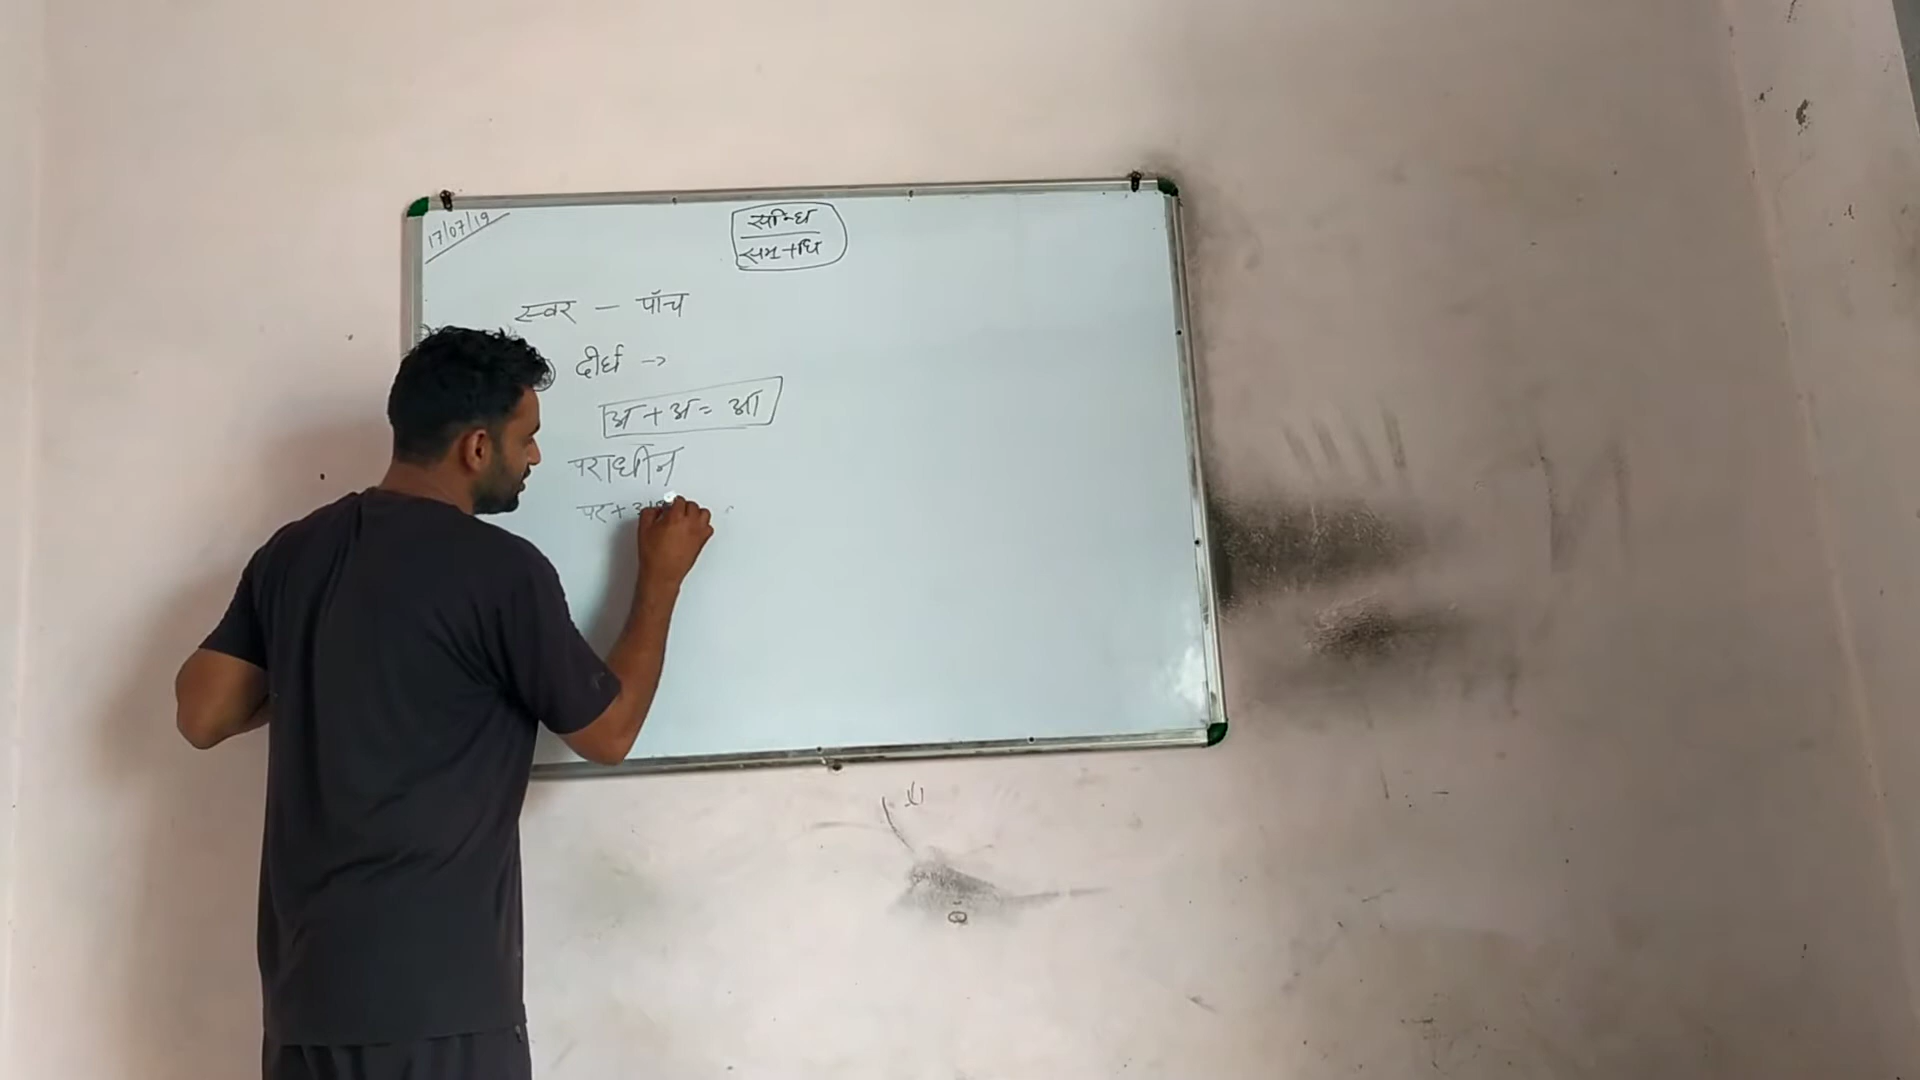 17/07/19
सन्धि
सम्+धि
स्वर - पाँच
दीर्घ →
अ + अ = आ
पराधीन
पर +